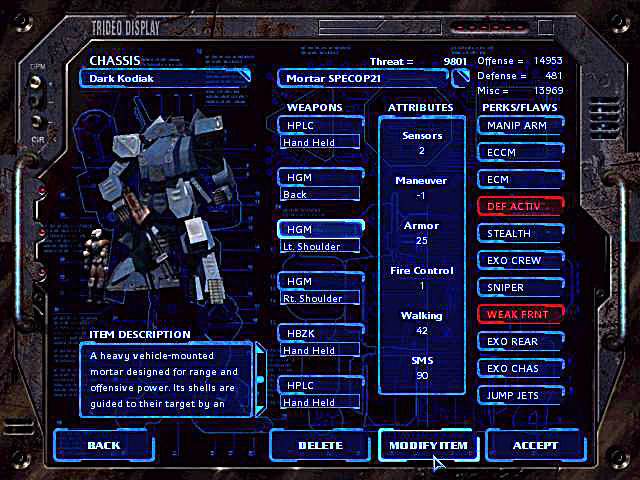 TRIDEO DISPLAY
CHASSIS
Dark Kodiak
Threat = 9801
Mortar SPECOP21
Offense = 14953
Defense = 481
Misc = 13969
WEAPONS
HPLC
Hand Held
HGM
Back
HGM
Lt. Shoulder
HGM
Rt. Shoulder
HBZK
Hand Held
HPLC
Hand Held
ATTRIBUTES
Sensors
2
Maneuver
-1
Armor
25
Fire Control
1
Walking
42
SMS
90
PERKS/FLAWS
MANIP ARM
ECCM
ECM
DEF ACTIV
STEALTH
EXO CREW
SNIPER
WEAK FRNT
EXO REAR
EXO CHAS
JUMP JETS
ITEM DESCRIPTION
A heavy vehicle-mounted
mortar designed for range and
offensive power. Its shells are
guided to their target by an
BACK
DELETE
MODIFY ITEM
ACCEPT